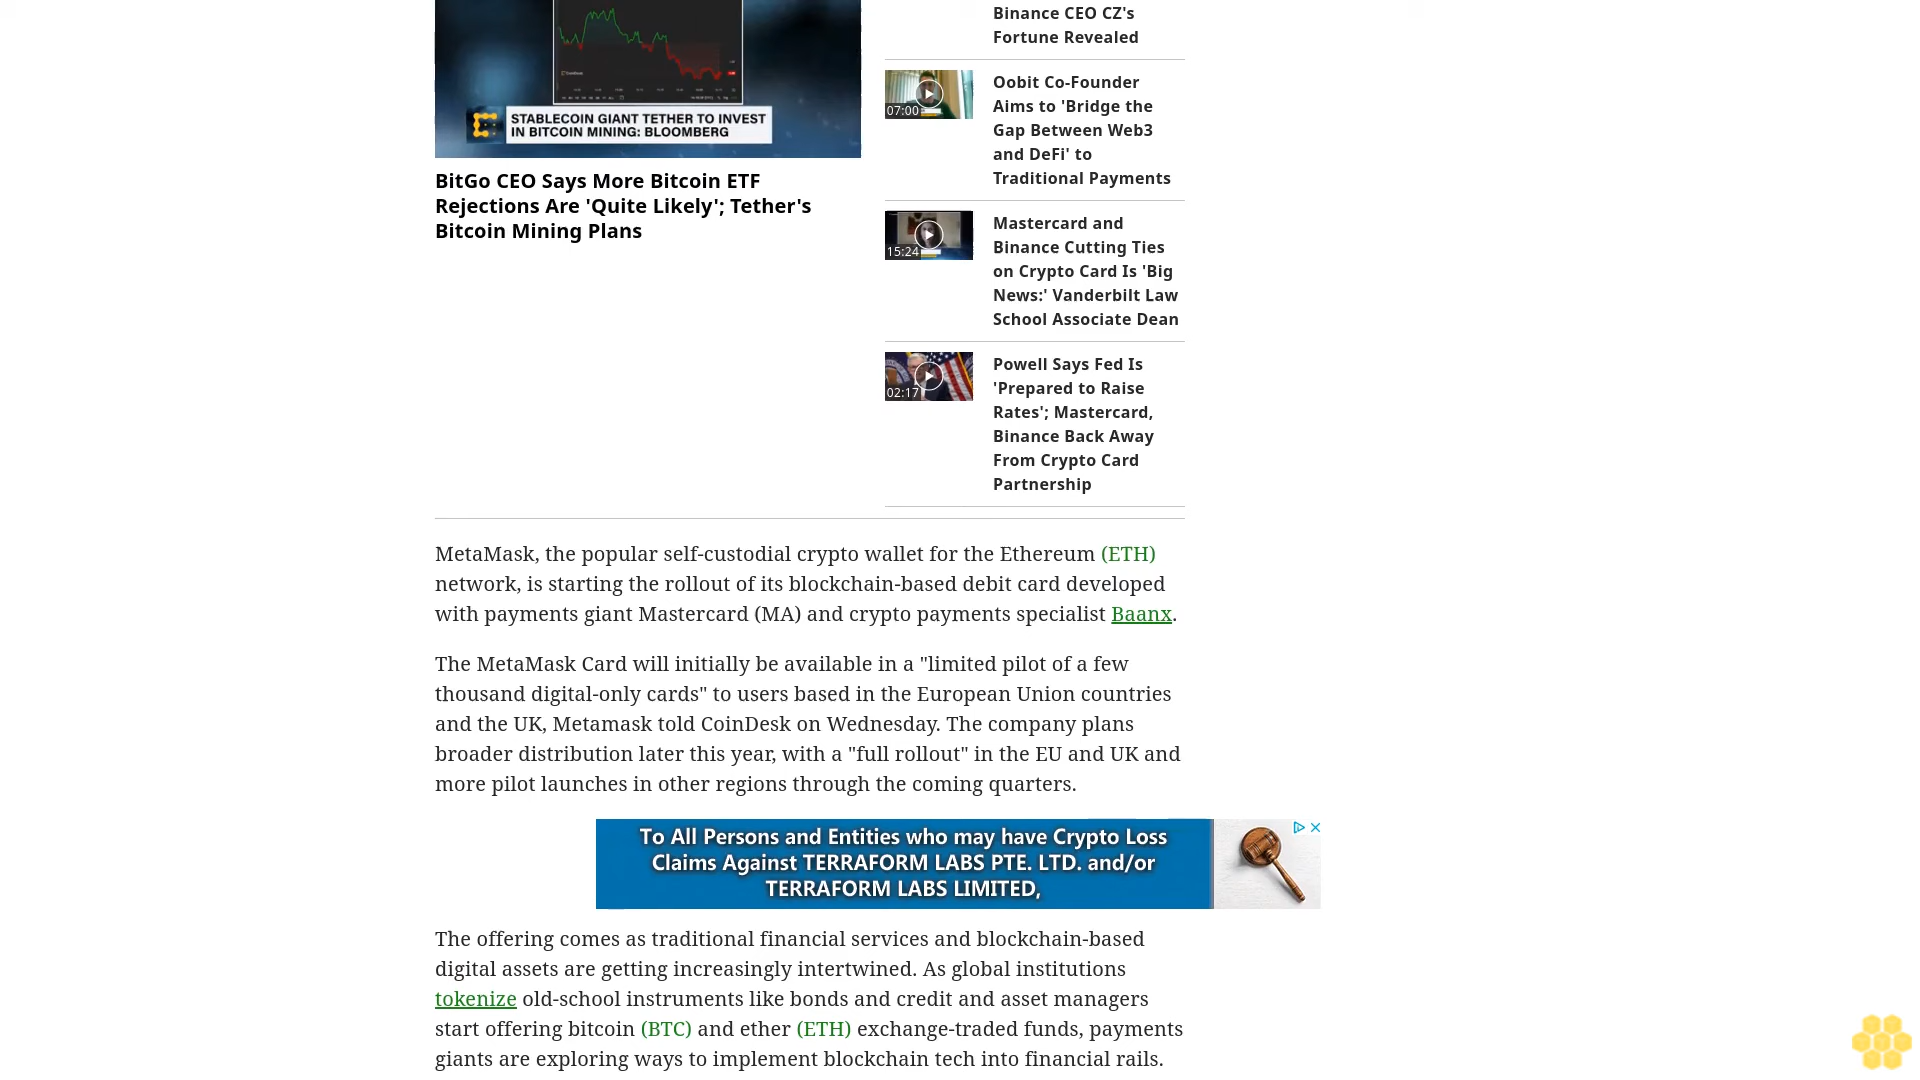 STABLECOIN GIANT TETHER TO INVEST
IN BITCOIN MINING: BLOOMBERG
BitGo CEO Says More Bitcoin ETF
Rejections Are 'Quite Likely'; Tether's
Bitcoin Mining Plans
Binance CEO CZ's
Fortune Revealed
07:00
Oobit Co-Founder
Aims to 'Bridge the
Gap Between Web3
and DeFi' to
Traditional Payments
15:24
Mastercard and
Binance Cutting Ties
on Crypto Card Is 'Big
News:' Vanderbilt Law
School Associate Dean
02:17
Powell Says Fed Is
'Prepared to Raise
Rates'; Mastercard,
Binance Back Away
From Crypto Card
Partnership
MetaMask, the popular self-custodial crypto wallet for the Ethereum (ETH)
network, is starting the rollout of its blockchain-based debit card developed
with payments giant Mastercard (MA) and crypto payments specialist Baanx.
The MetaMask Card will initially be available in a "limited pilot of a few
thousand digital-only cards" to users based in the European Union countries
and the UK, Metamask told CoinDesk on Wednesday. The company plans
broader distribution later this year, with a "full rollout" in the EU and UK and
more pilot launches in other regions through the coming quarters.
To All Persons and Entities who may have Crypto Loss
Claims Against TERRAFORM LABS PTE. LTD. and/or
TERRAFORM LABS LIMITED,
The offering comes as traditional financial services and blockchain-based
digital assets are getting increasingly intertwined. As global institutions
tokenize old-school instruments like bonds and credit and asset managers
start offering bitcoin (BTC) and ether (ETH) exchange-traded funds, payments
giants are exploring ways to implement blockchain tech into financial rails.